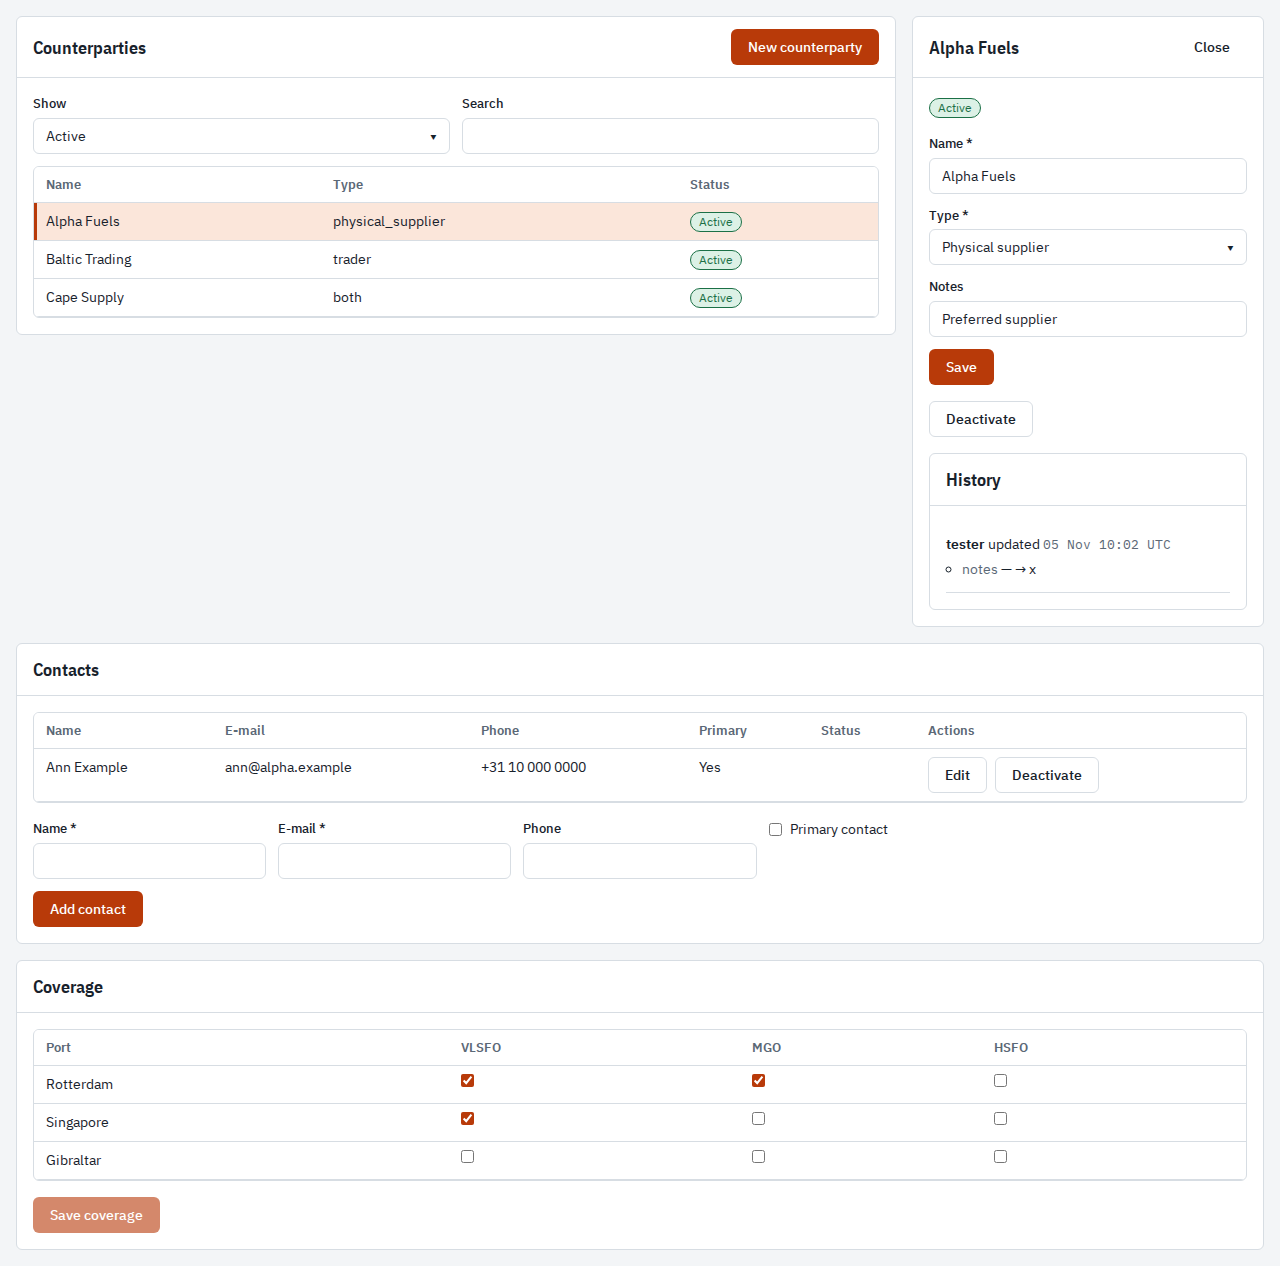 Counterparties
New counterparty
Show
Search
Active
Name Type Status
Alpha Fuels physical_supplier Active
Baltic Trading trader Active
Cape Supply both Active
Alpha Fuels
Close
Active
Name *
Alpha Fuels
Type *
Physical supplier
Notes
Preferred supplier
Save
Deactivate
History
tester updated 05 Nov 10:02 UTC
notes — → x
Contacts
Name E-mail Phone Primary Status Actions
Ann Example ann@alpha.example +31 10 000 0000 Yes Edit Deactivate
Name * E-mail * Phone Primary contact
Add contact
Coverage
Port VLSFO MGO HSFO
Rotterdam
Singapore
Gibraltar
Save coverage